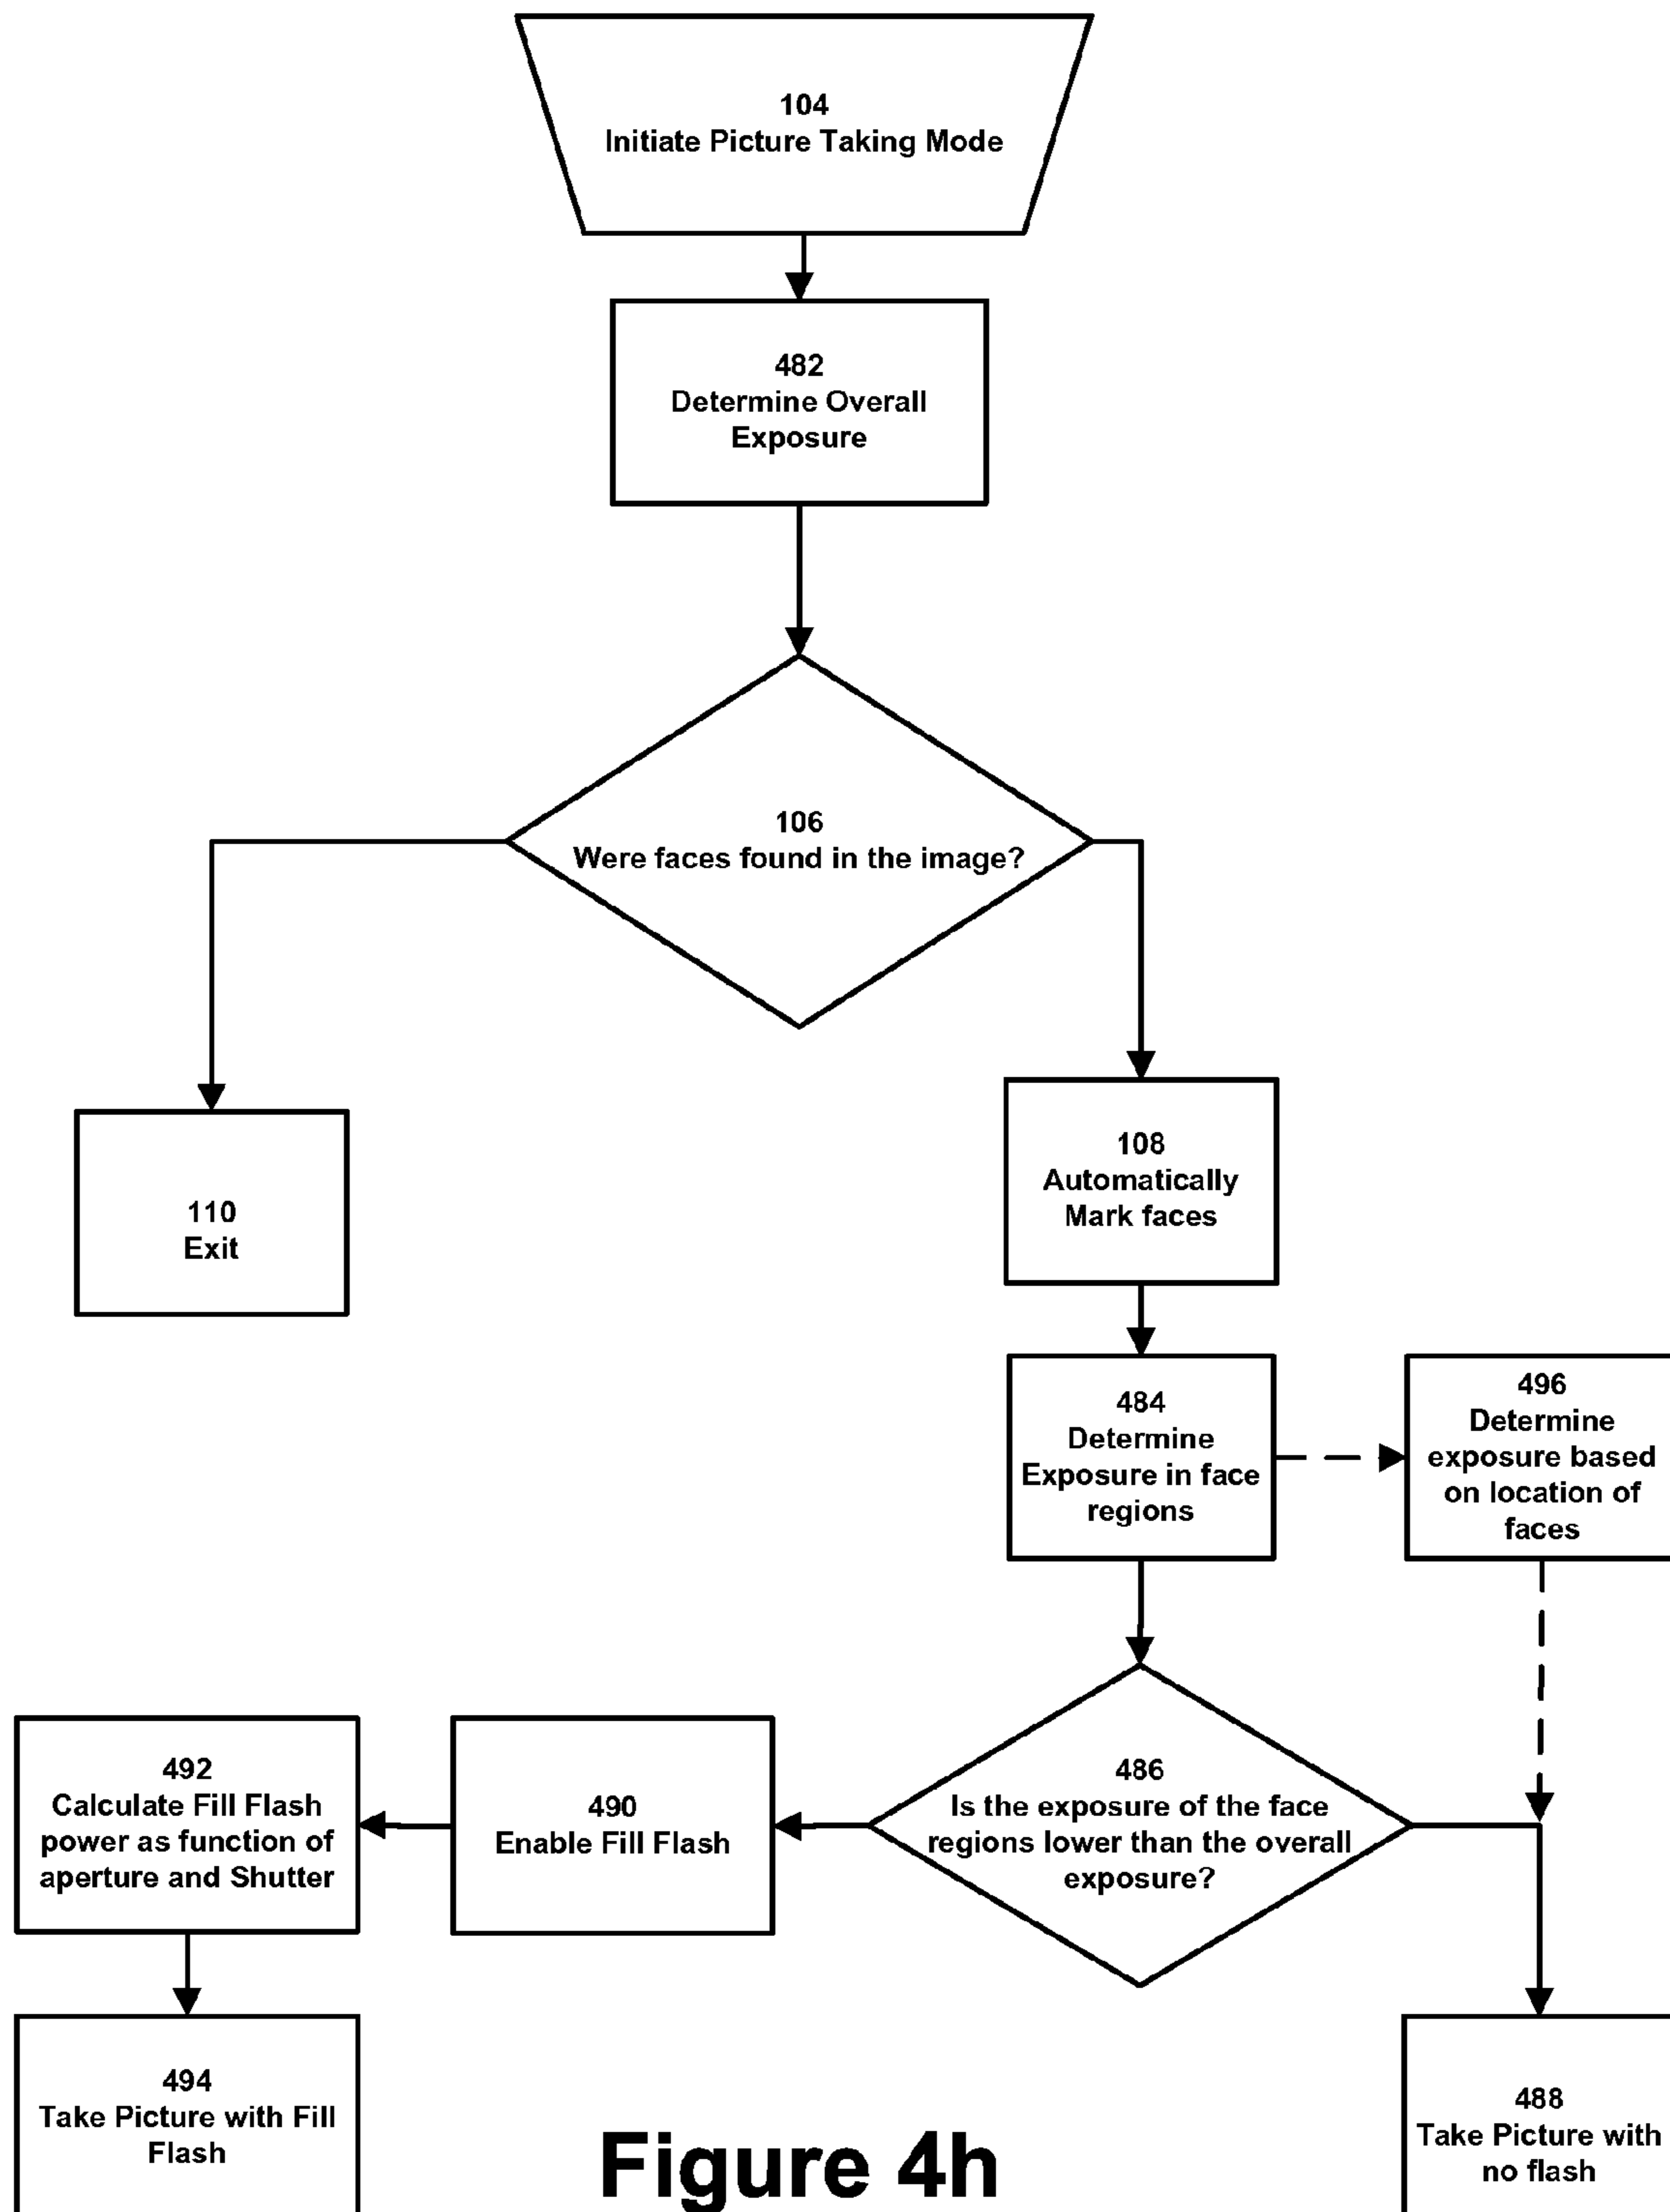 104
Initiate Picture Taking Mode
482
Determine Overall
Exposure
106
Were faces found in the image?
110
Exit
108
Automatically
Mark faces
484
Determine
Exposure in face
regions
496
Determine
exposure based
on location of
faces
486
Is the exposure of the face
regions lower than the overall
exposure?
490
Enable Fill Flash
492
Calculate Fill Flash
power as function of
aperture and Shutter
494
Take Picture with Fill
Flash
488
Take Picture with
no flash
Figure 4h